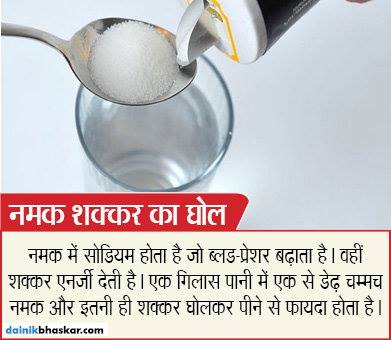 नमक शक्कर का घोल
नमक में सोडियम होता है जो ब्लड-प्रेशर बढ़ाता है। वहीं
शक्कर एनर्जी देती है। एक गिलास पानी में एक से डेढ़ चम्मच
नमक और इतनी ही शक्कर घोलकर पीने से फायदा होता है।
dainikbhaskar.com